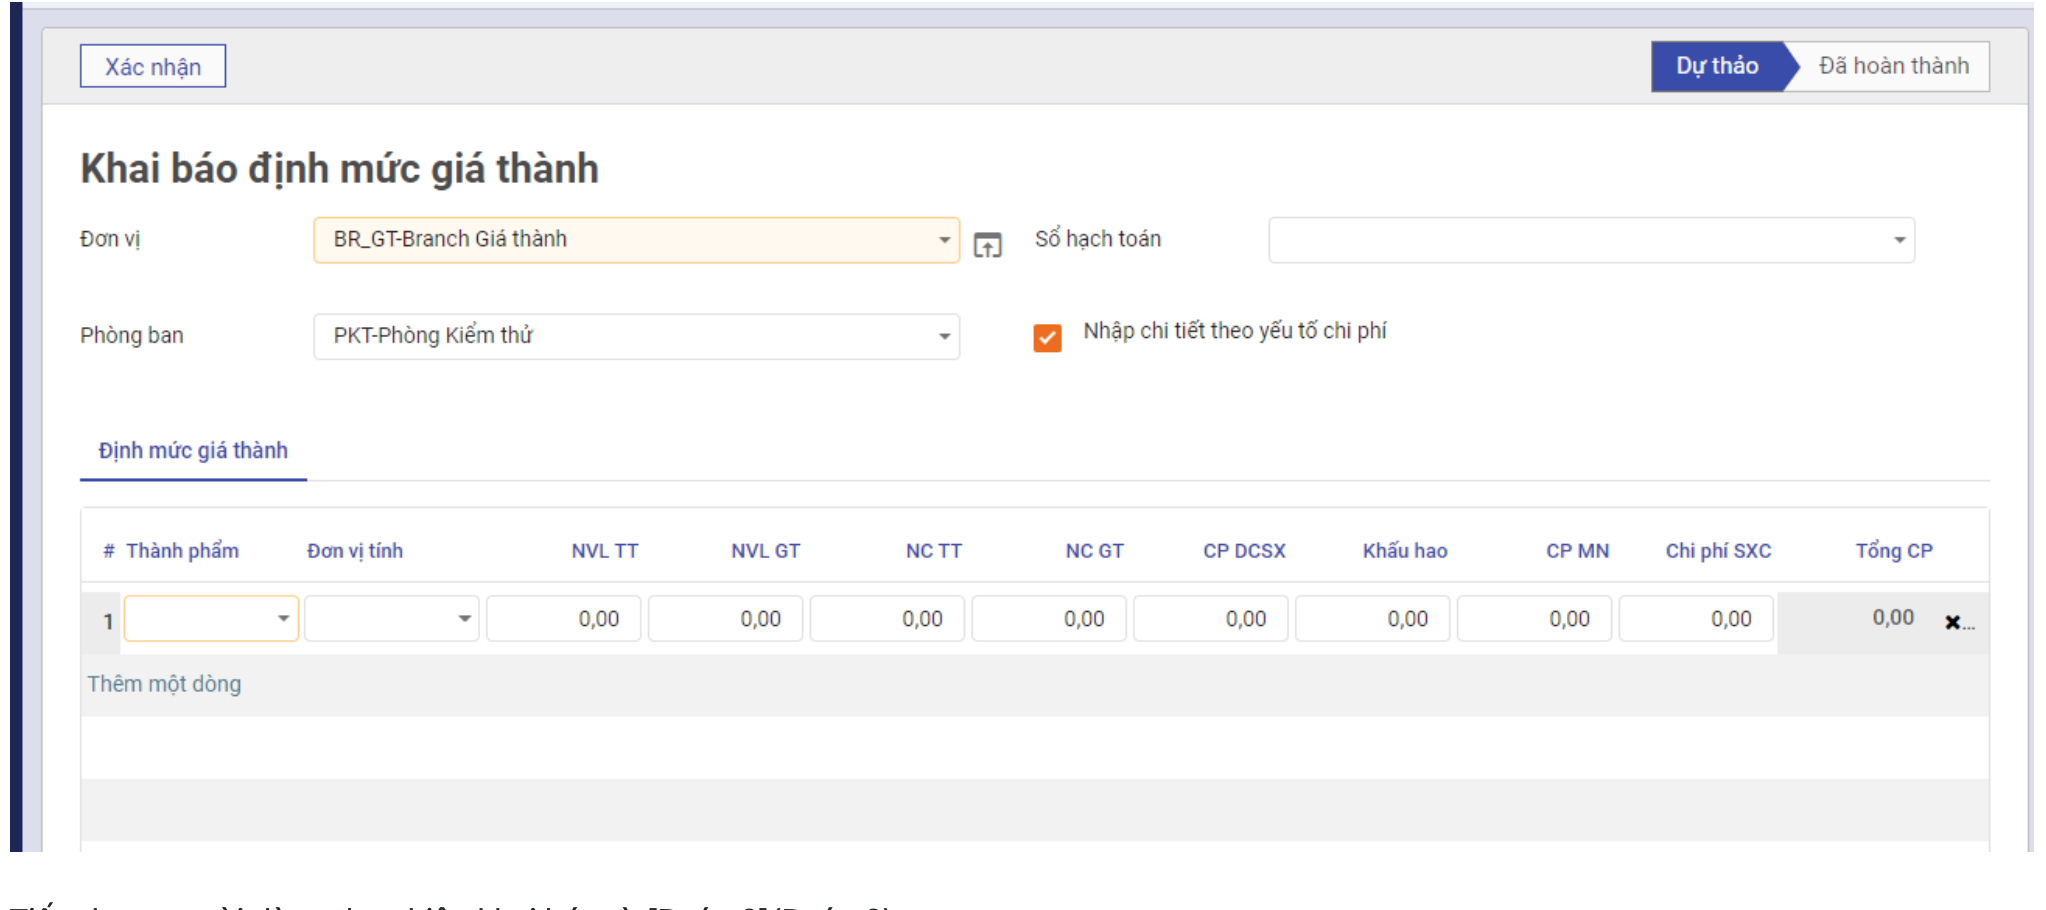 Xác nhận
Dự thảo
Đã hoàn thành
Khai báo định mức giá thành
Đơn vị
BR_GT-Branch Giá thành
Sổ hạch toán
Phòng ban
PKT-Phòng Kiểm thử
Nhập chi tiết theo yếu tố chi phí
Định mức giá thành
# Thành phẩm Đơn vị tính NVL TT NVL GT NC TT NC GT CP DCSX Khấu hao CP MN Chi phí SXC Tổng CP
1 0,00 0,00 0,00 0,00 0,00 0,00 0,00 0,00 0,00 ...
Thêm một dòng